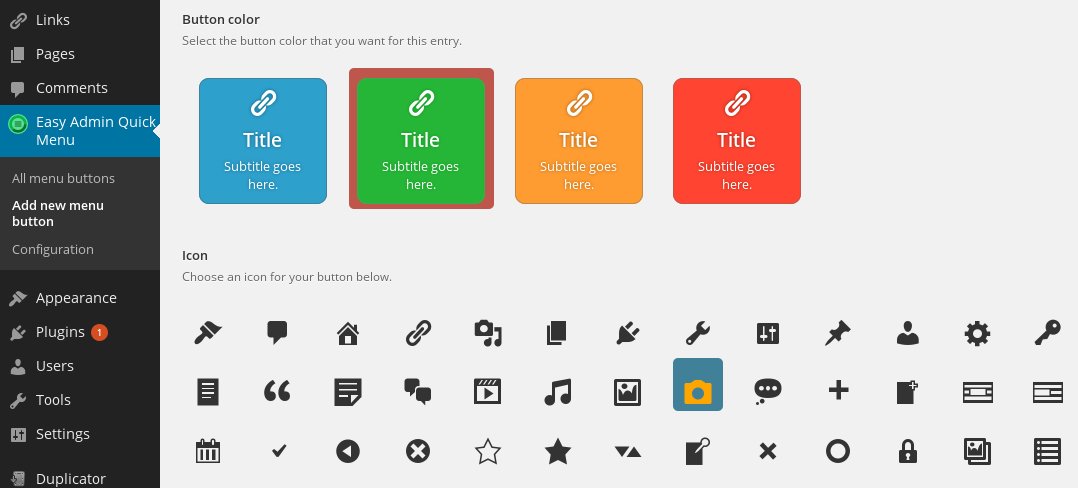 Links
Pages
Comments
Easy Admin Quick
Menu
All menu buttons
Add new menu
button
Configuration
Appearance
Plugins 1
Users
Tools
Settings
Duplicator
Button color
Select the button color that you want for this entry.
Title
Subtitle goes
here.
Title
Subtitle goes
here.
Title
Subtitle goes
here.
Title
Subtitle goes
here.
Icon
Choose an icon for your button below.